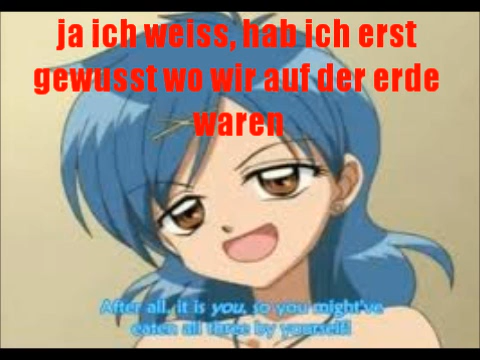 ja ich weiss, hab ich erst
gewusst wo wir auf der erde
waren
After all, it is you, so you might've
eaten all three by yourself!